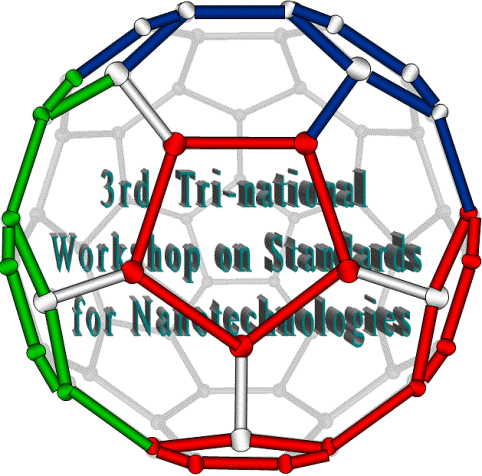 3rd Tri-national
Workshop on Standards
for Nanotechnologies